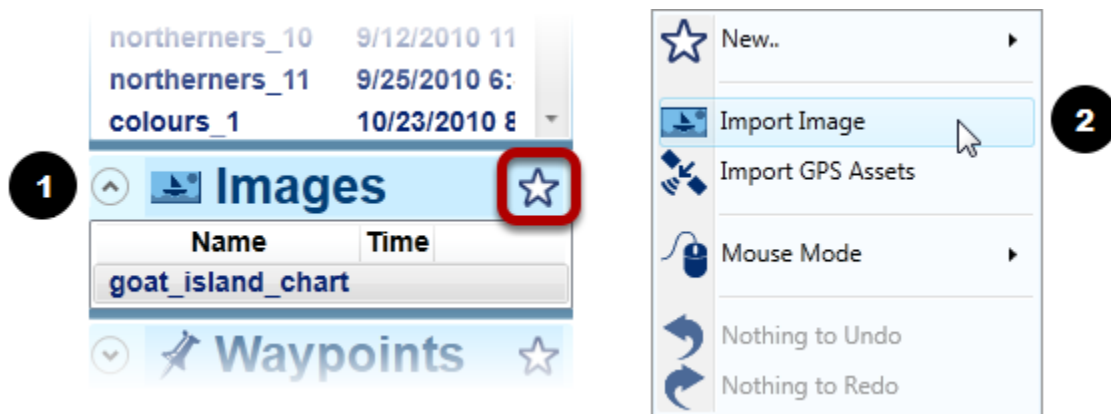 northerners_10 9/12/2010 11
northerners_11 9/25/2010 6:
colours_1 10/23/2010 8
1
Images
Name Time
goat_island_chart
Waypoints
New..
Import Image
2
Import GPS Assets
Mouse Mode
Nothing to Undo
Nothing to Redo